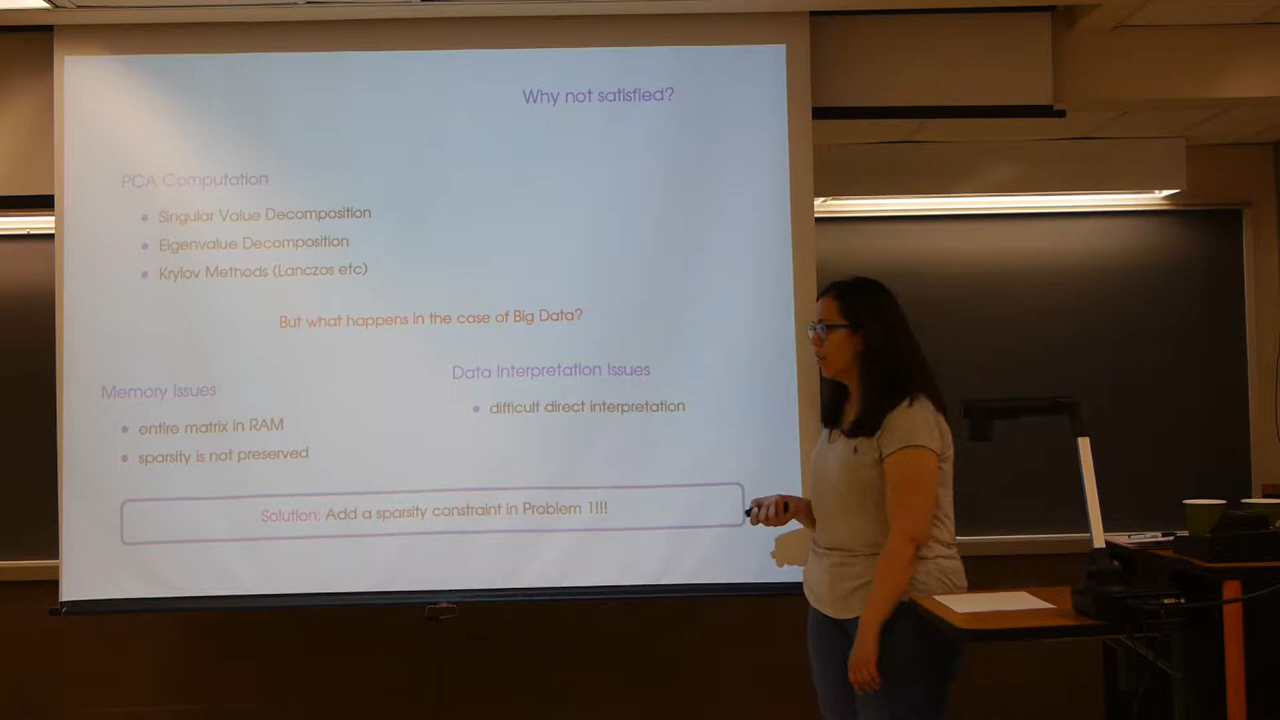 Why not satisfied?
PCA Computation
• Singular Value Decomposition
• Eigenvalue Decomposition
• Krylov Methods (Lanczos etc)
But what happens in the case of Big Data?
Memory Issues
• entire matrix in RAM
• sparsity is not preserved
Data Interpretation Issues
• difficult direct interpretation
Solution: Add a sparsity constraint in Problem 1!!!